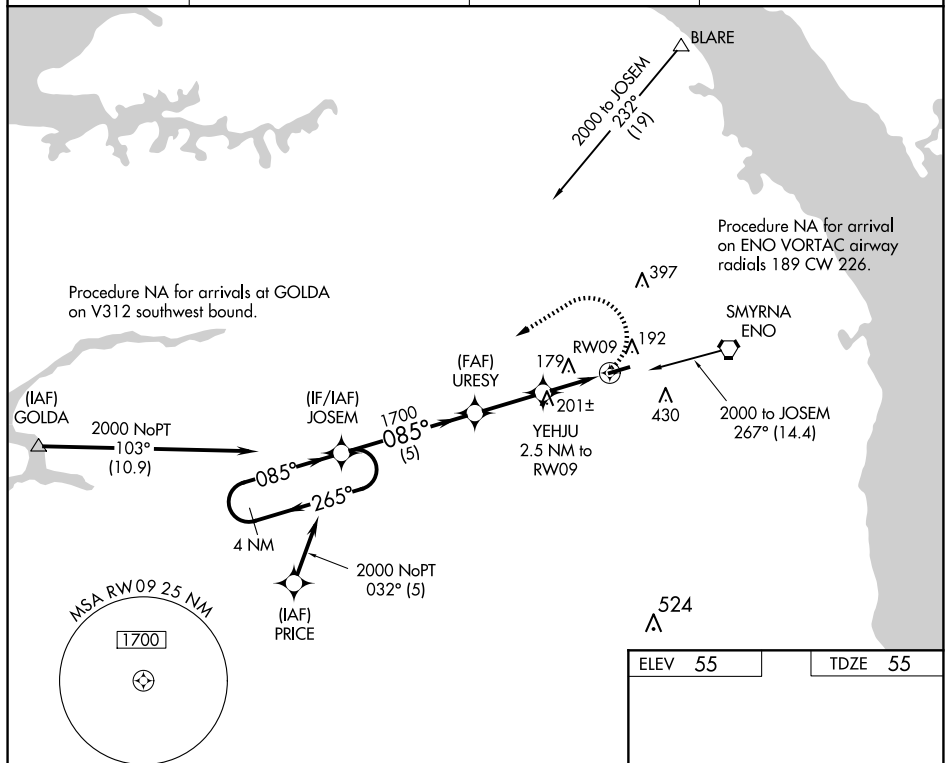 BLARE
2000 to JOSEM
232°
(19)
Procedure NA for arrival
on ENO VORTAC airway
radials 189 CW 226.
397
Procedure NA for arrivals at GOLDA
on V312 southwest bound.
SMYRNA
ENO
192
RW09
179
(FAF)
URESY
(IF/IAF)
JOSEM
(IAF)
GOLDA
2000 NoPT
103°
(10.9)
1700
085°
(5)
201±
430
2000 to JOSEM
267° (14.4)
YEHJU
2.5 NM to
RW09
085°
265°
4 NM
2000 NoPT
032° (5)
(IAF)
PRICE
MSA RW09 25 NM
1700
524
ELEV 55
TDZE 55